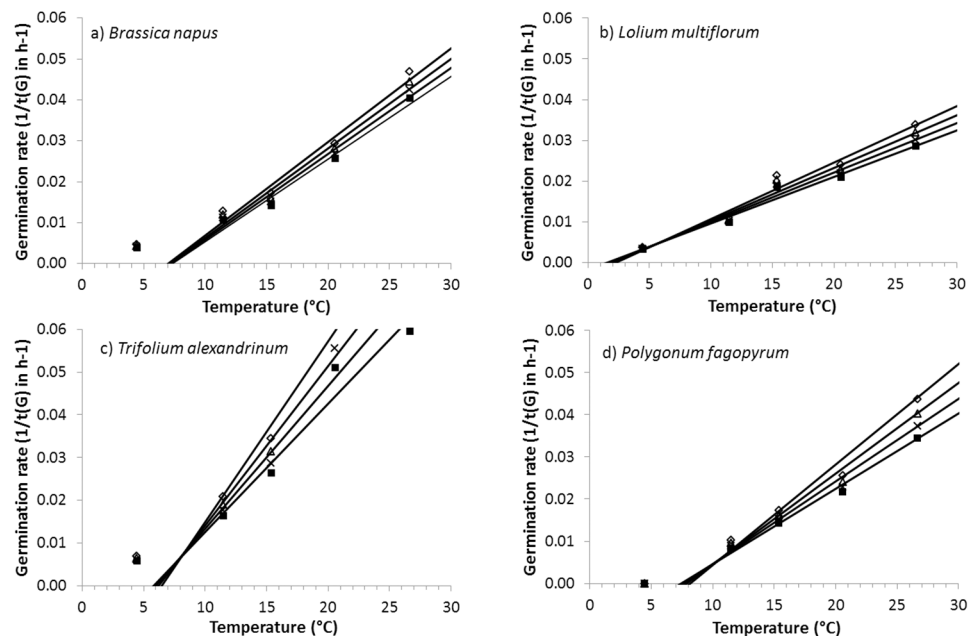 a) Brassica napus
Germination rate (1/t(G) in h-1)
0.06
0.05
0.04
0.03
0.02
0.01
0.00
0 5 10 15 20 25 30
Temperature (°C)
b) Lolium multiflorum
Germination rate (1/t(G) in h-1)
0.06
0.05
0.04
0.03
0.02
0.01
0.00
0 5 10 15 20 25 30
Temperature (°C)
c) Trifolium alexandrinum
Germination rate (1/t(G) in h-1)
0.06
0.05
0.04
0.03
0.02
0.01
0.00
0 5 10 15 20 25 30
Temperature (°C)
d) Polygonum fagopyrum
Germination rate (1/t(G) in h-1)
0.06
0.05
0.04
0.03
0.02
0.01
0.00
0 5 10 15 20 25 30
Temperature (°C)